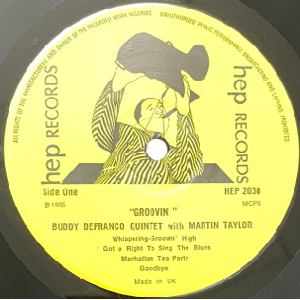 ALL RIGHTS OF THE MANUFACTURER AND OWNER OF THE RECORDED WORK RESERVED
UNAUTHORISED PUBLIC PERFORMANCE BROADCASTING AND COPYING PROHIBITED
hep RECORDS
hep RECORDS
Side One
HEP 2030
℗ 1985
MCPS
"GROOVIN"
BUDDY DEFRANCO QUINTET with MARTIN TAYLOR
Whispering-Groovin' High
I Got a Right To Sing The Blues
Manhattan Tea Party
Goodbye
Made in UK